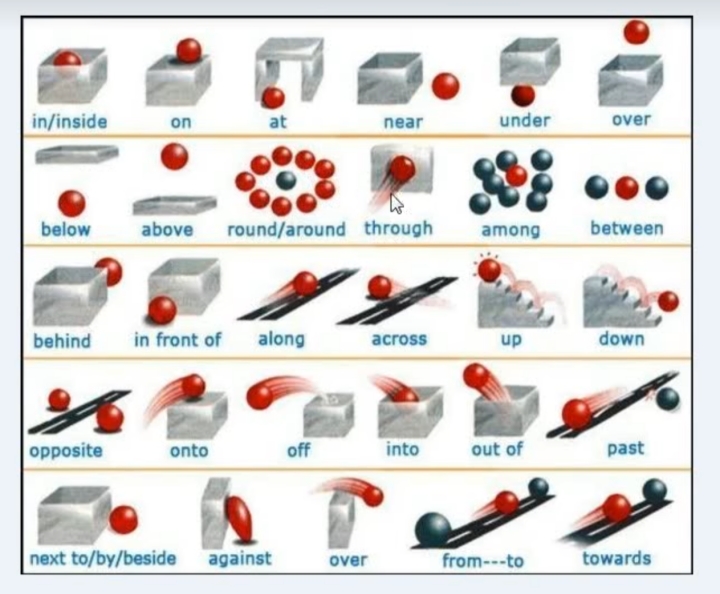 in/inside on at near under over
below above round/around through among between
behind in front of along across up down
opposite onto off into out of past
next to/by/beside against over from---to towards